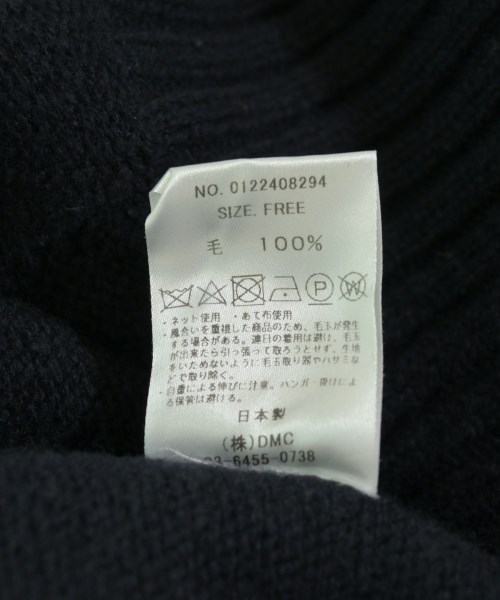 NO. 0122408294
SIZE. FREE
毛 100%
P W
・ネット使用 ・あて布使用
・風合いを重視した商品のため、毛玉が発生
する場合がある。連日の着用は避け、毛玉
が出来たら引っ張って取ろうとせず、生地
をいためないように毛玉取り器やハサミな
どで取り除く。
・自重による伸びに注意。ハンガー掛けによ
る保管は避ける。
日本製
(株)DMC
03-6455-0738